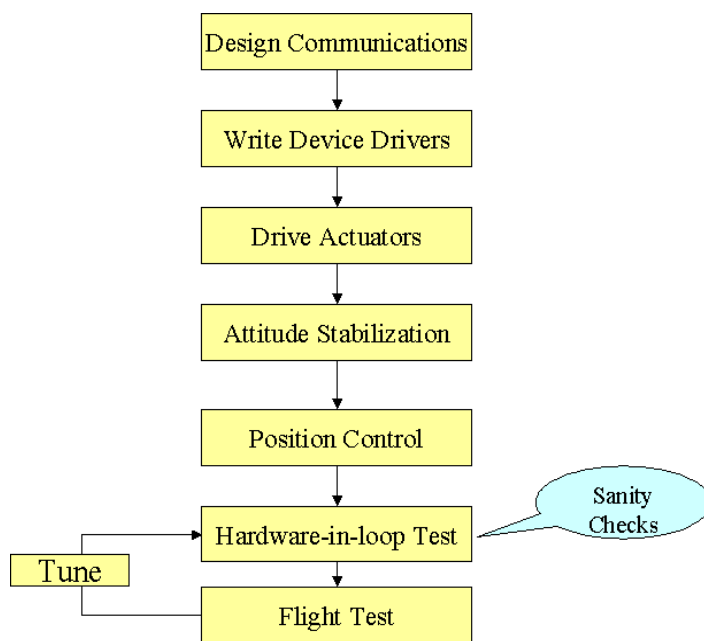 Design Communications
Write Device Drivers
Drive Actuators
Attitude Stabilization
Position Control
Sanity
Checks
Hardware-in-loop Test
Tune
Flight Test